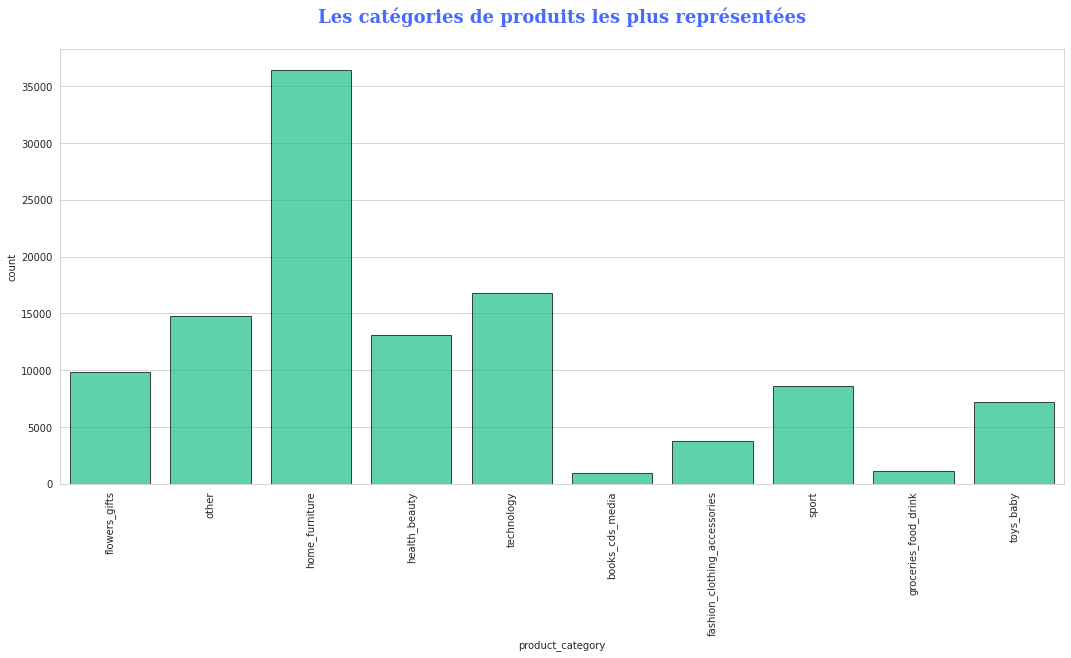 Les catégories de produits les plus représentées
count
35000
30000
25000
20000
15000
10000
5000
0
flowers_gifts
other
home_furniture
health_beauty
technology
books_cds_media
fashion_clothing_accessories
sport
groceries_food_drink
toys_baby
product_category